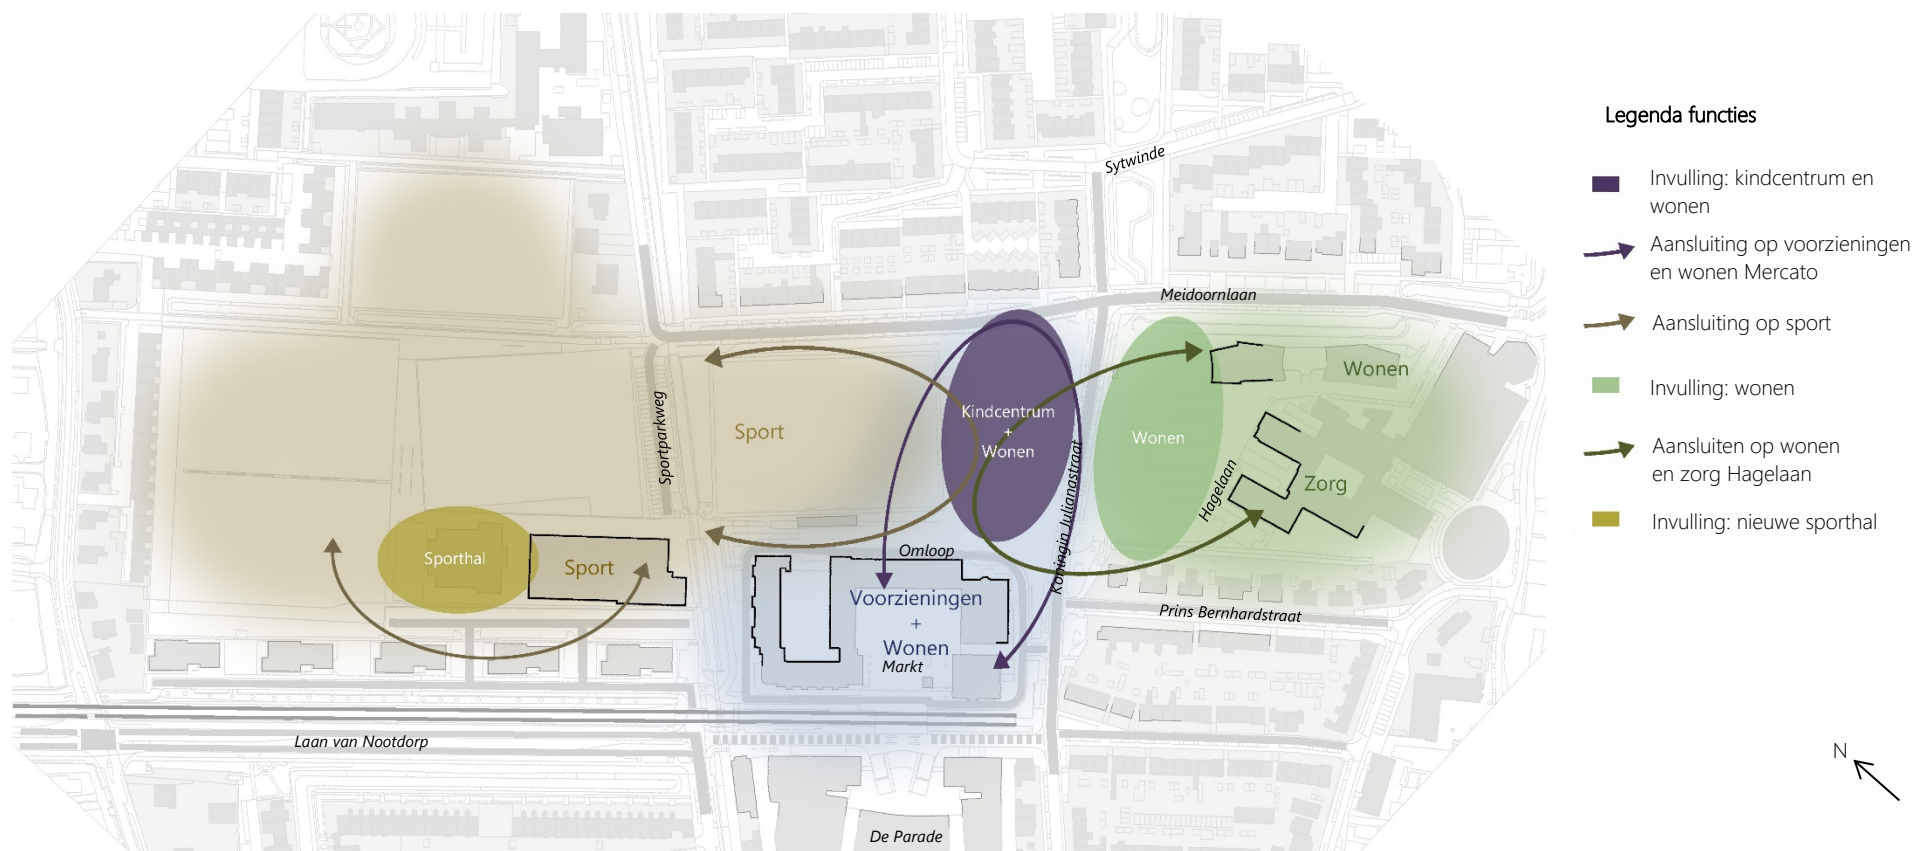 Sytwinde
Meidoornlaan
Sportparkweg
Sport
Kindcentrum
+
Wonen
Koningin Julianastraat
Wonen
Wonen
Hagelaan
Zorg
Sporthal
Sport
Omloop
Voorzieningen
+
Wonen
Markt
Prins Bernhardstraat
Laan van Nootdorp
De Parade
Legenda functies
Invulling: kindcentrum en
wonen
Aansluiting op voorzieningen
en wonen Mercato
Aansluiting op sport
Invulling: wonen
Aansluiten op wonen
en zorg Hagelaan
Invulling: nieuwe sporthal
N